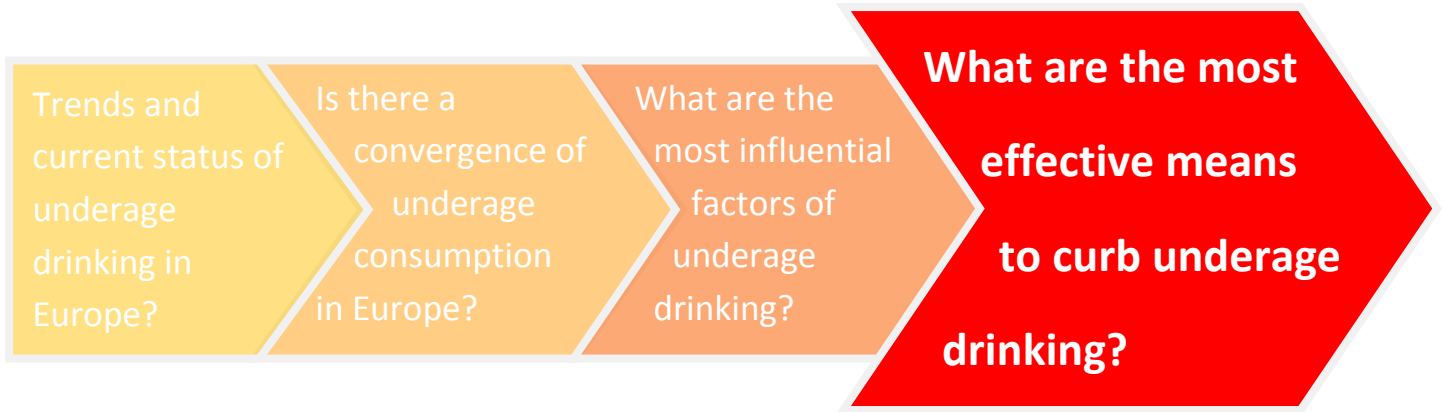 Trends and
current status of
underage
drinking in
Europe?
Is there a
convergence of
underage
consumption
in Europe?
What are the
most influential
factors of
underage
drinking?
What are the most
effective means
to curb underage
drinking?